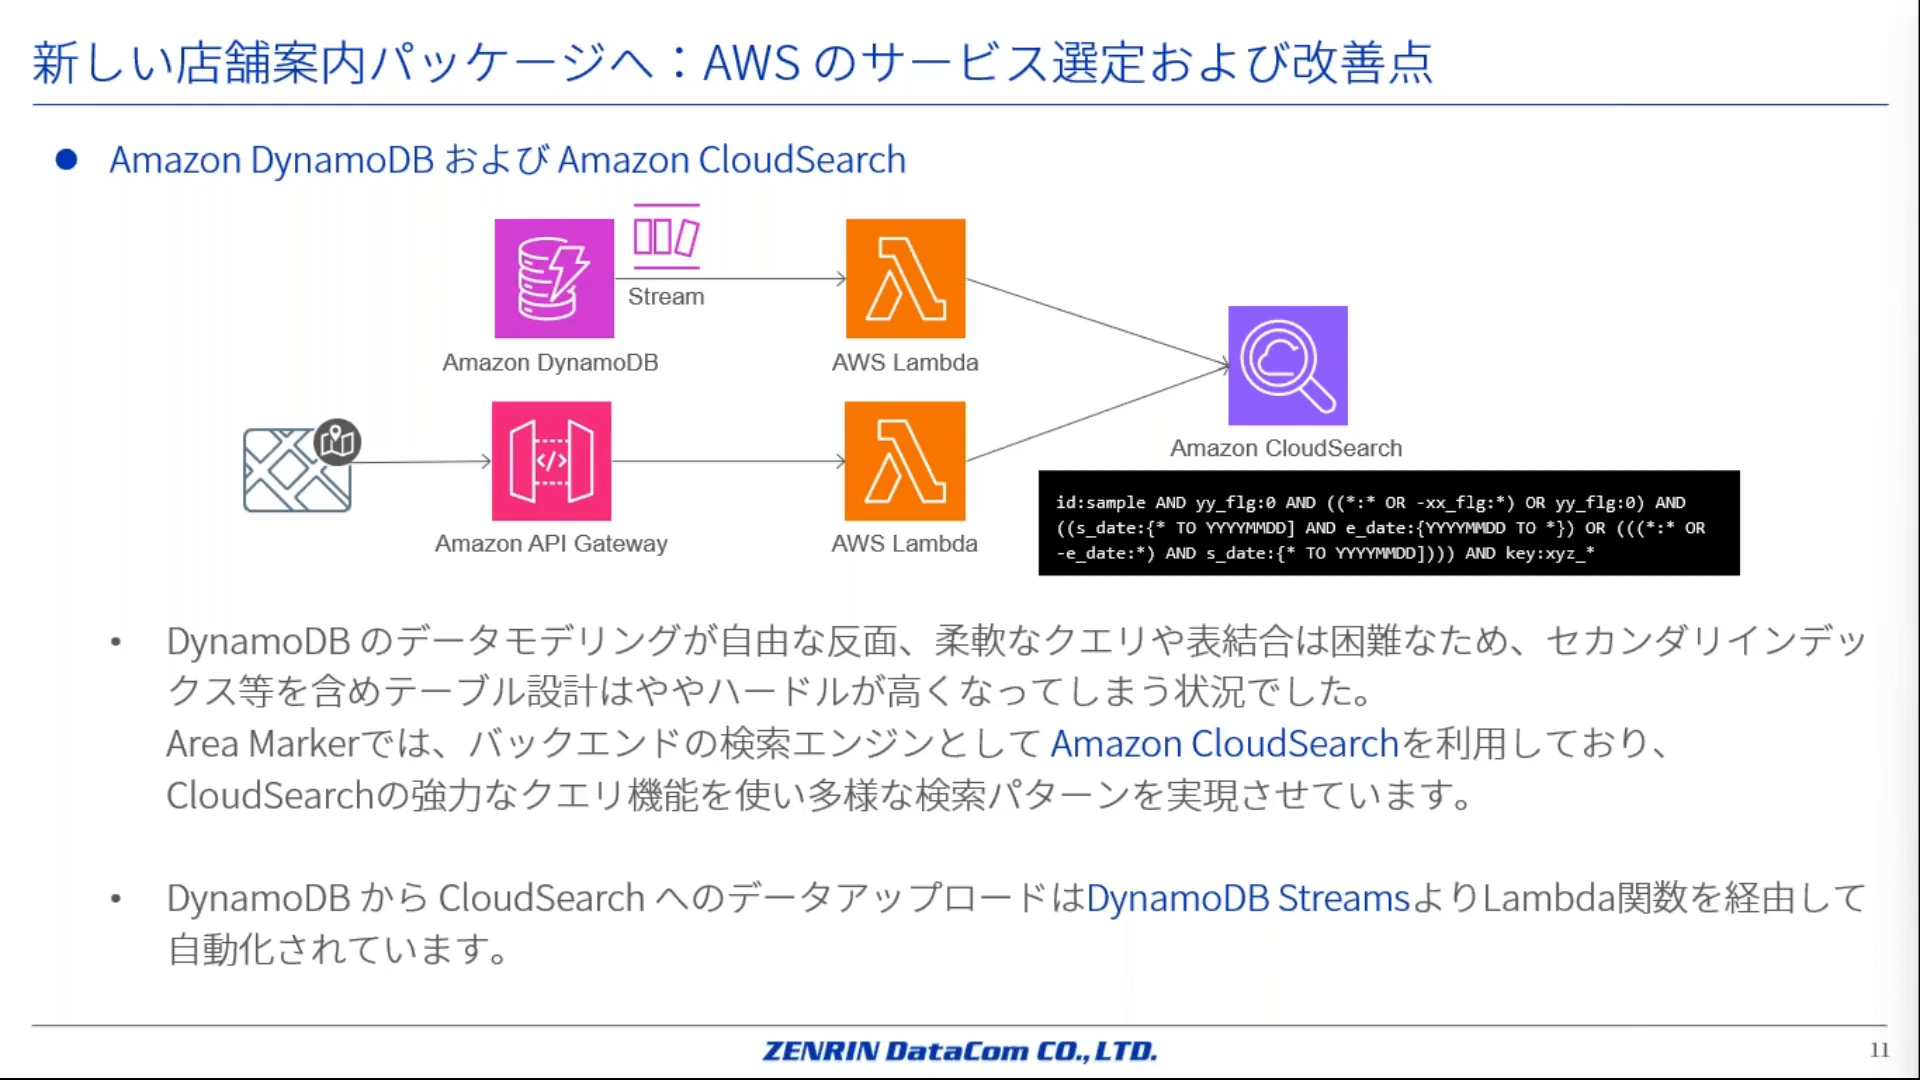 新しい店舗案内パッケージへ：AWS のサービス選定および改善点
Amazon DynamoDB および Amazon CloudSearch
Stream
Amazon DynamoDB
AWS Lambda
Amazon CloudSearch
Amazon API Gateway
AWS Lambda
id:sample AND yy_flg:0 AND ((*:* OR -xx_flg:*) OR yy_flg:0) AND
((s_date:{* TO YYYYMMDD] AND e_date:{YYYYMMDD TO *}) OR (((*:* OR
-e_date:*) AND s_date:{* TO YYYYMMDD]))) AND key:xyz_*
• DynamoDB のデータモデリングが自由な反面、柔軟なクエリや表結合は困難なため、セカンダリインデッ
クス等を含めテーブル設計はややハードルが高くなってしまう状況でした。
Area Markerでは、バックエンドの検索エンジンとして Amazon CloudSearchを利用しており、
CloudSearchの強力なクエリ機能を使い多様な検索パターンを実現させています。
• DynamoDB から CloudSearch へのデータアップロードはDynamoDB StreamsよりLambda関数を経由して
自動化されています。
ZENRIN DataCom CO., LTD.
11